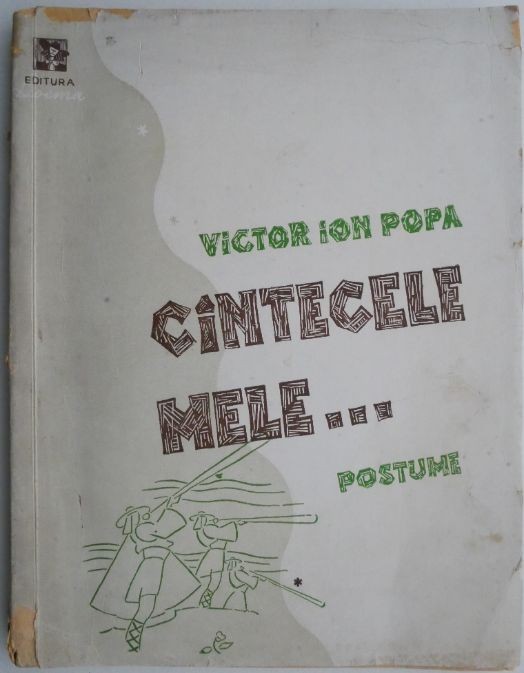 EDITURA
VICTOR ION POPA
CÎNTECELE
MELE...
POSTUME